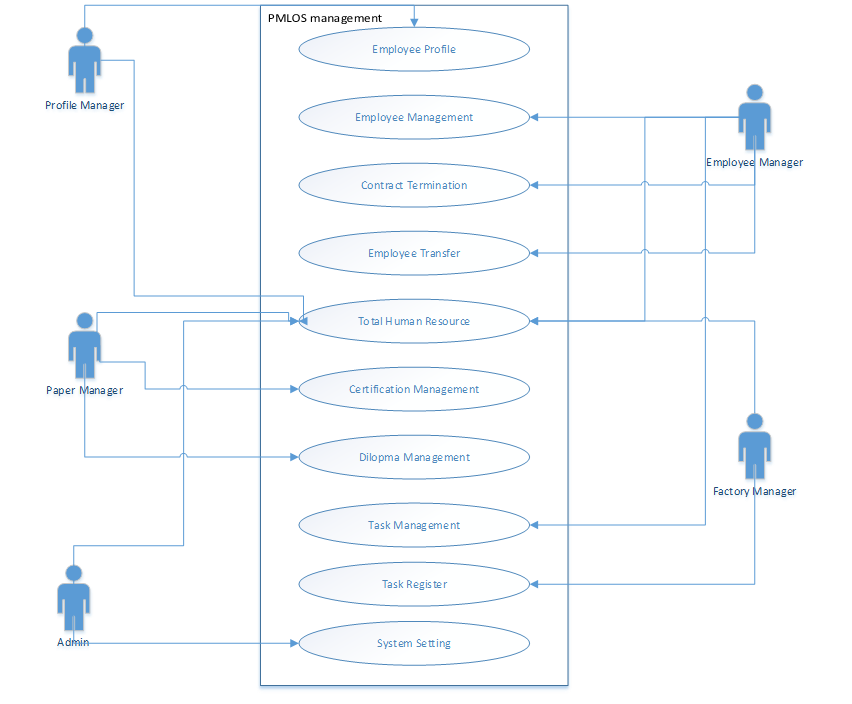 PMLOS management
Employee Profile
Profile Manager
Employee Management
Employee Manager
Contract Termination
Employee Transfer
Total Human Resource
Paper Manager
Certification Management
Dilopma Management
Factory Manager
Task Management
Task Register
Admin
System Setting